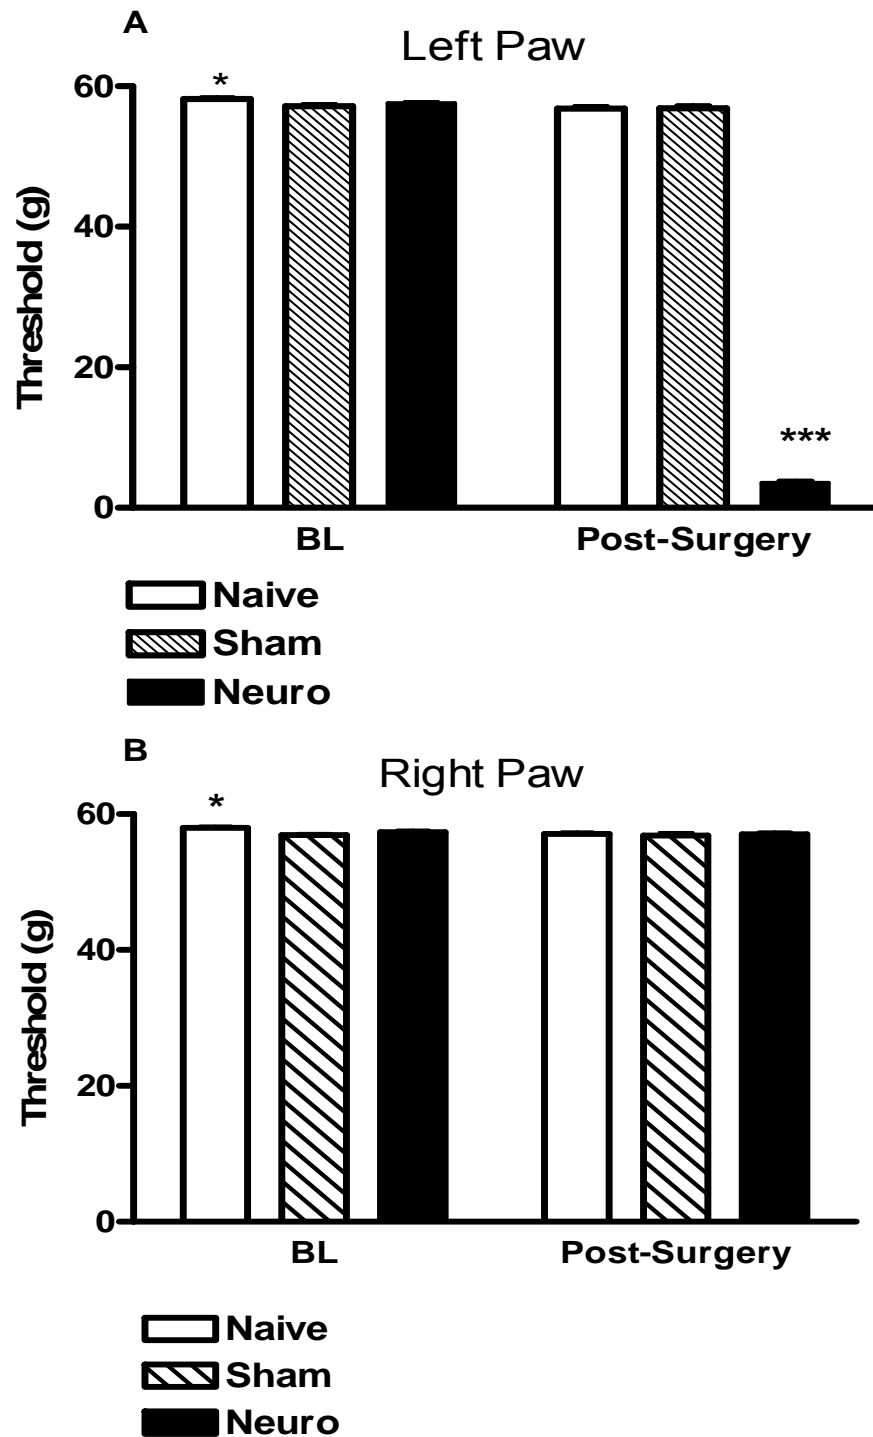 A
Left Paw
Threshold (g)
60
40
20
0
*
***
BL Post-Surgery
Naive
Sham
Neuro
B
Right Paw
Threshold (g)
60
40
20
0
*
BL Post-Surgery
Naive
Sham
Neuro